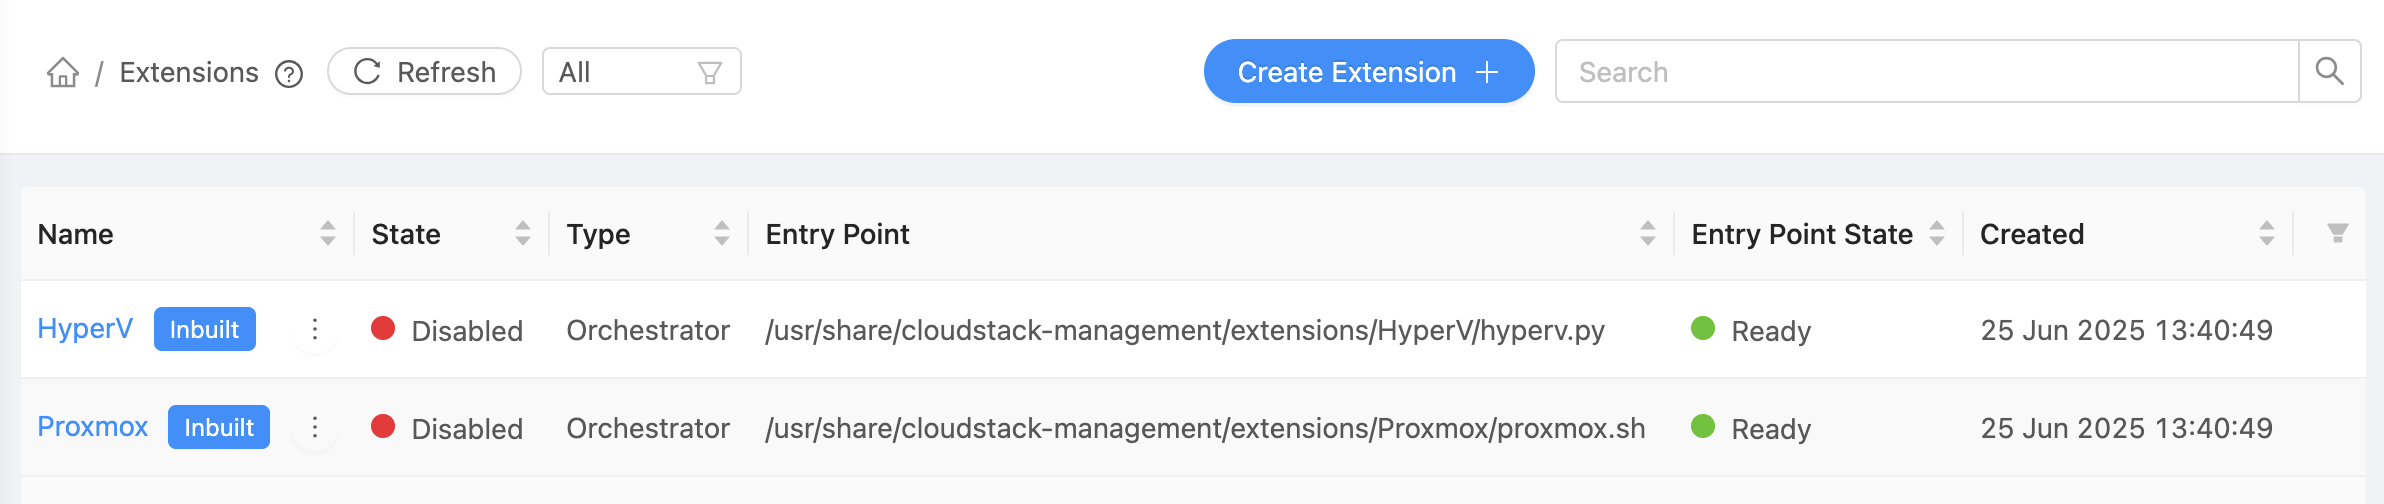 / Extensions Refresh All Create Extension + Search
Name State Type Entry Point Entry Point State Created
HyperV Inbuilt Disabled Orchestrator /usr/share/cloudstack-management/extensions/HyperV/hyperv.py Ready 25 Jun 2025 13:40:49
Proxmox Inbuilt Disabled Orchestrator /usr/share/cloudstack-management/extensions/Proxmox/proxmox.sh Ready 25 Jun 2025 13:40:49